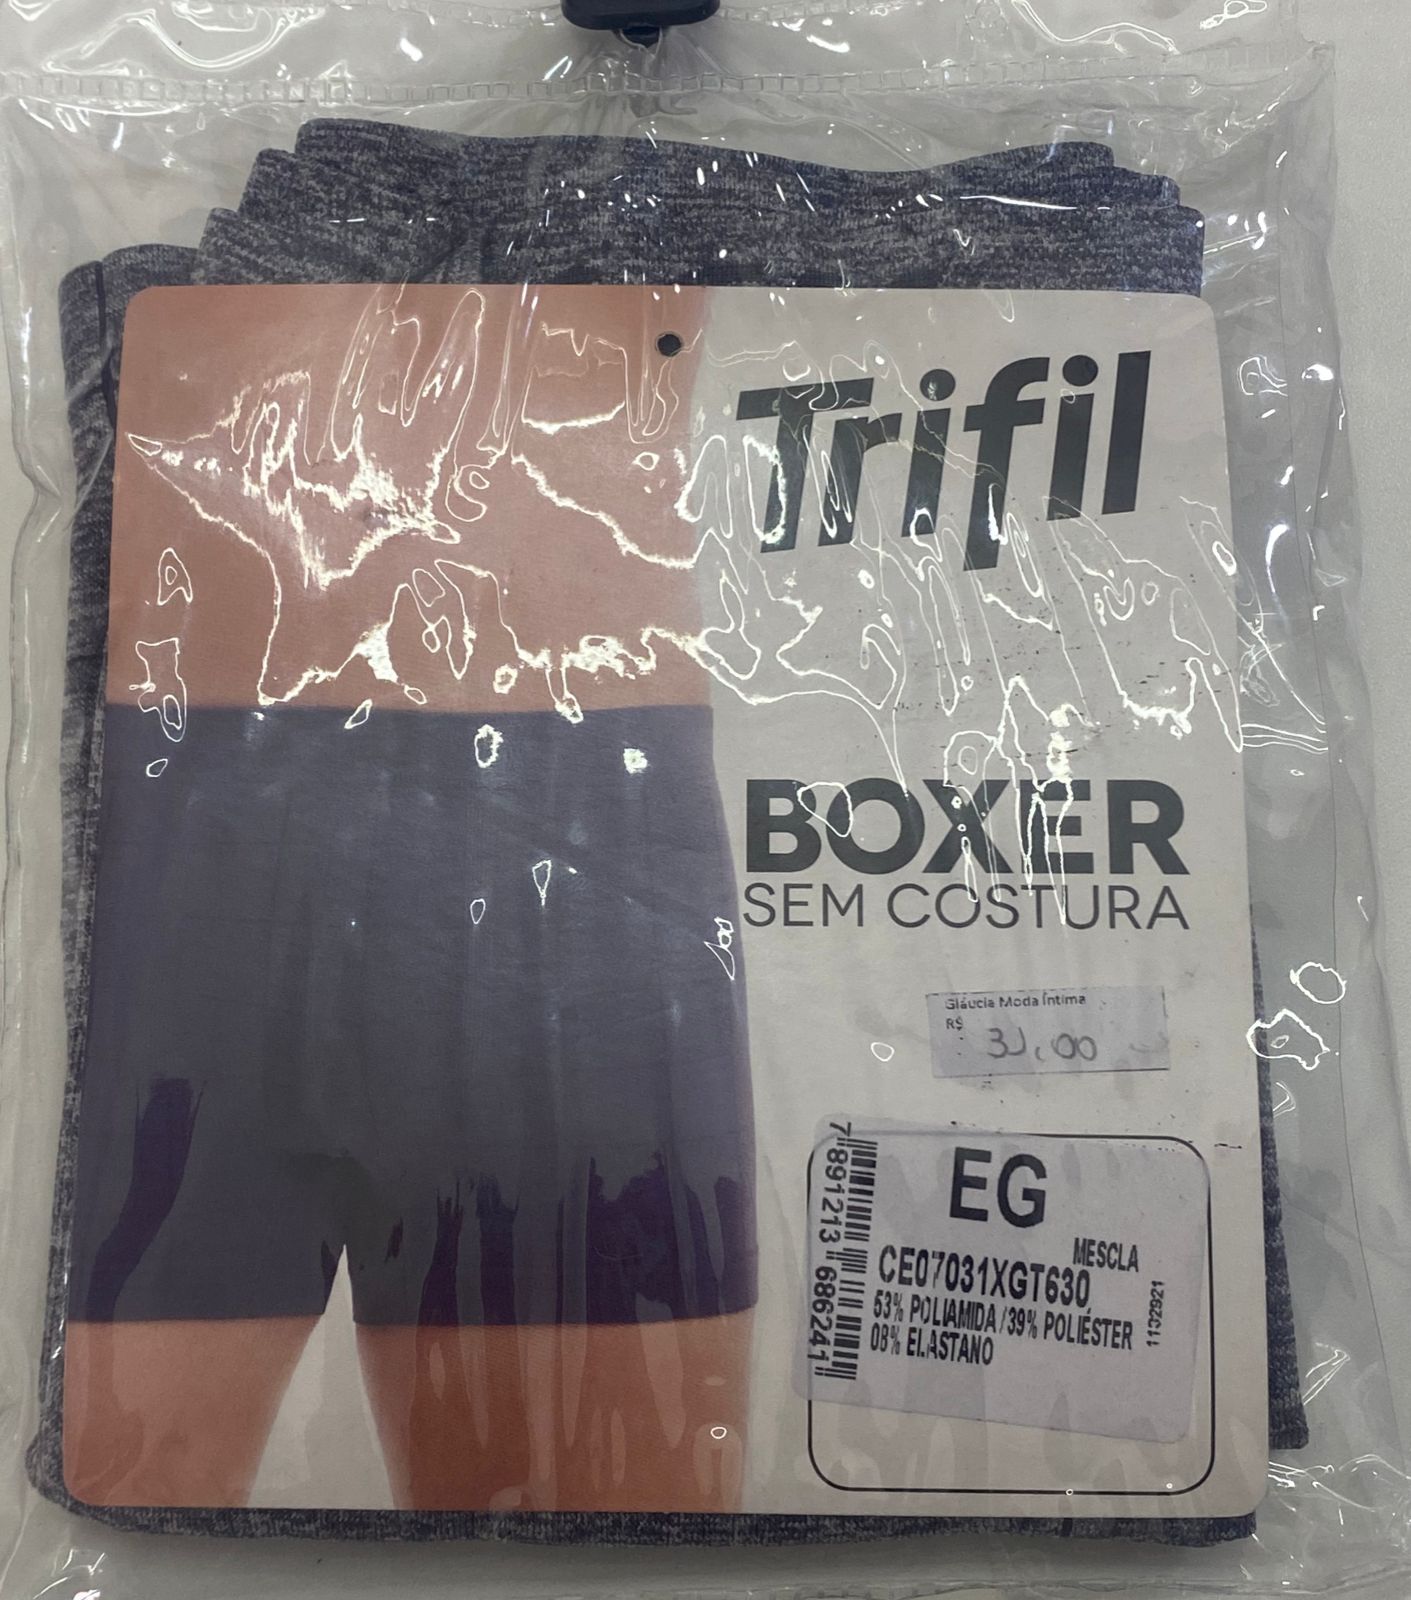 Trifil
BOXER
SEM COSTURA
Gláucia Moda Íntima
R$
EG
MESCLA
CE07031XGT630
53% POLIAMIDA / 39% POLIÉSTER
08% ELASTANO
7 891213 686241
1132921